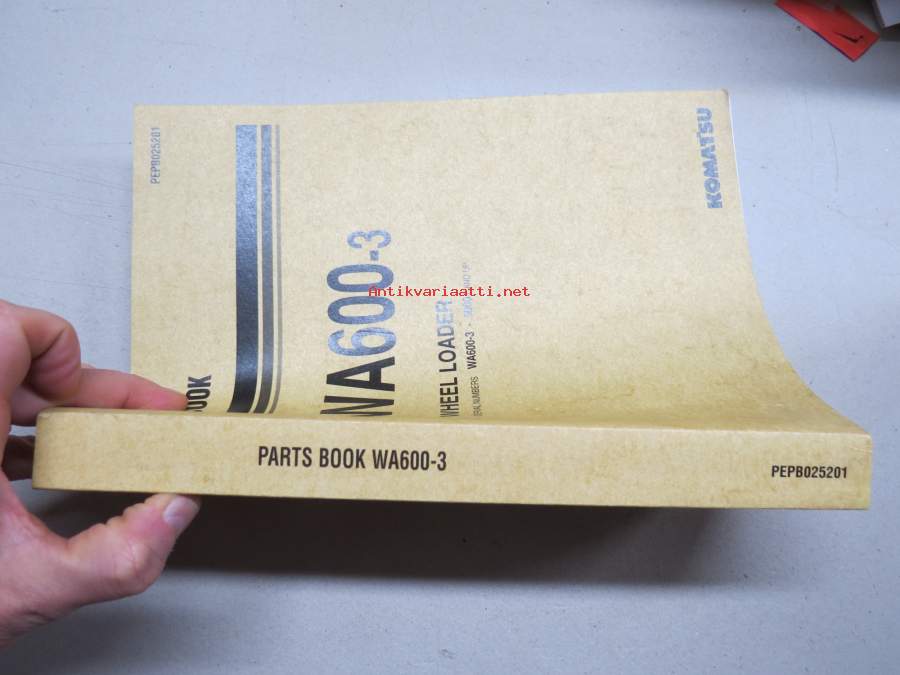 PEPB025201
BOOK
WA600-3
WHEEL LOADER
WA600-3
KOMATSU
Antikvariaatti.net
PARTS BOOK WA600-3
PEPB025201